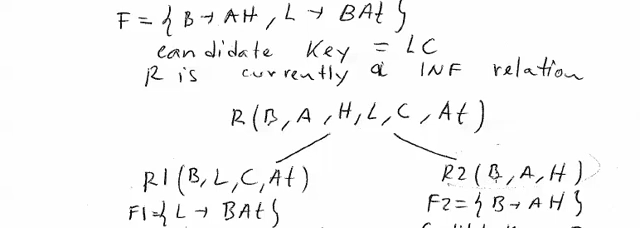 F = { B → AH , L → BAt }
candidate Key = LC
R is currently a 1NF relation
R (B, A, H, L, C, At)
R1 (B, L, C, At) R2 (B, A, H)
F1={ L → BAt } F2 = { B → AH }